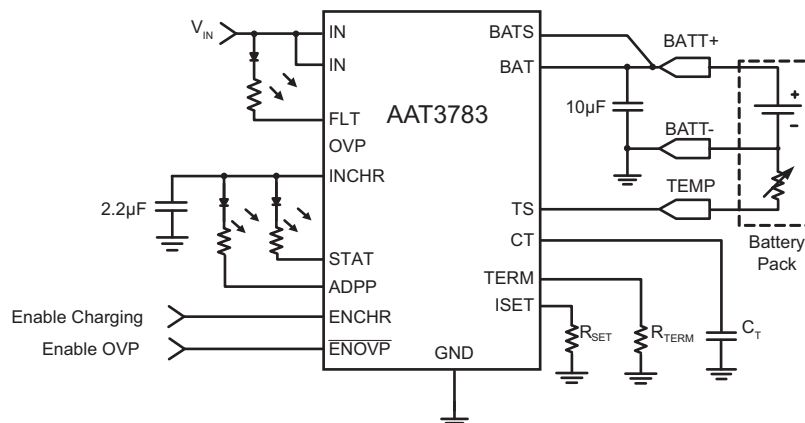 V_IN
IN
IN
FLT
OVP
INCHR
2.2µF
STAT
ADPP
Enable Charging
ENCHR
Enable OVP
ENOVP
AAT3783
GND
BATS
BAT
TS
CT
TERM
ISET
BATT+
10µF
BATT-
TEMP
+
–
Battery
Pack
R_SET
R_TERM
C_T